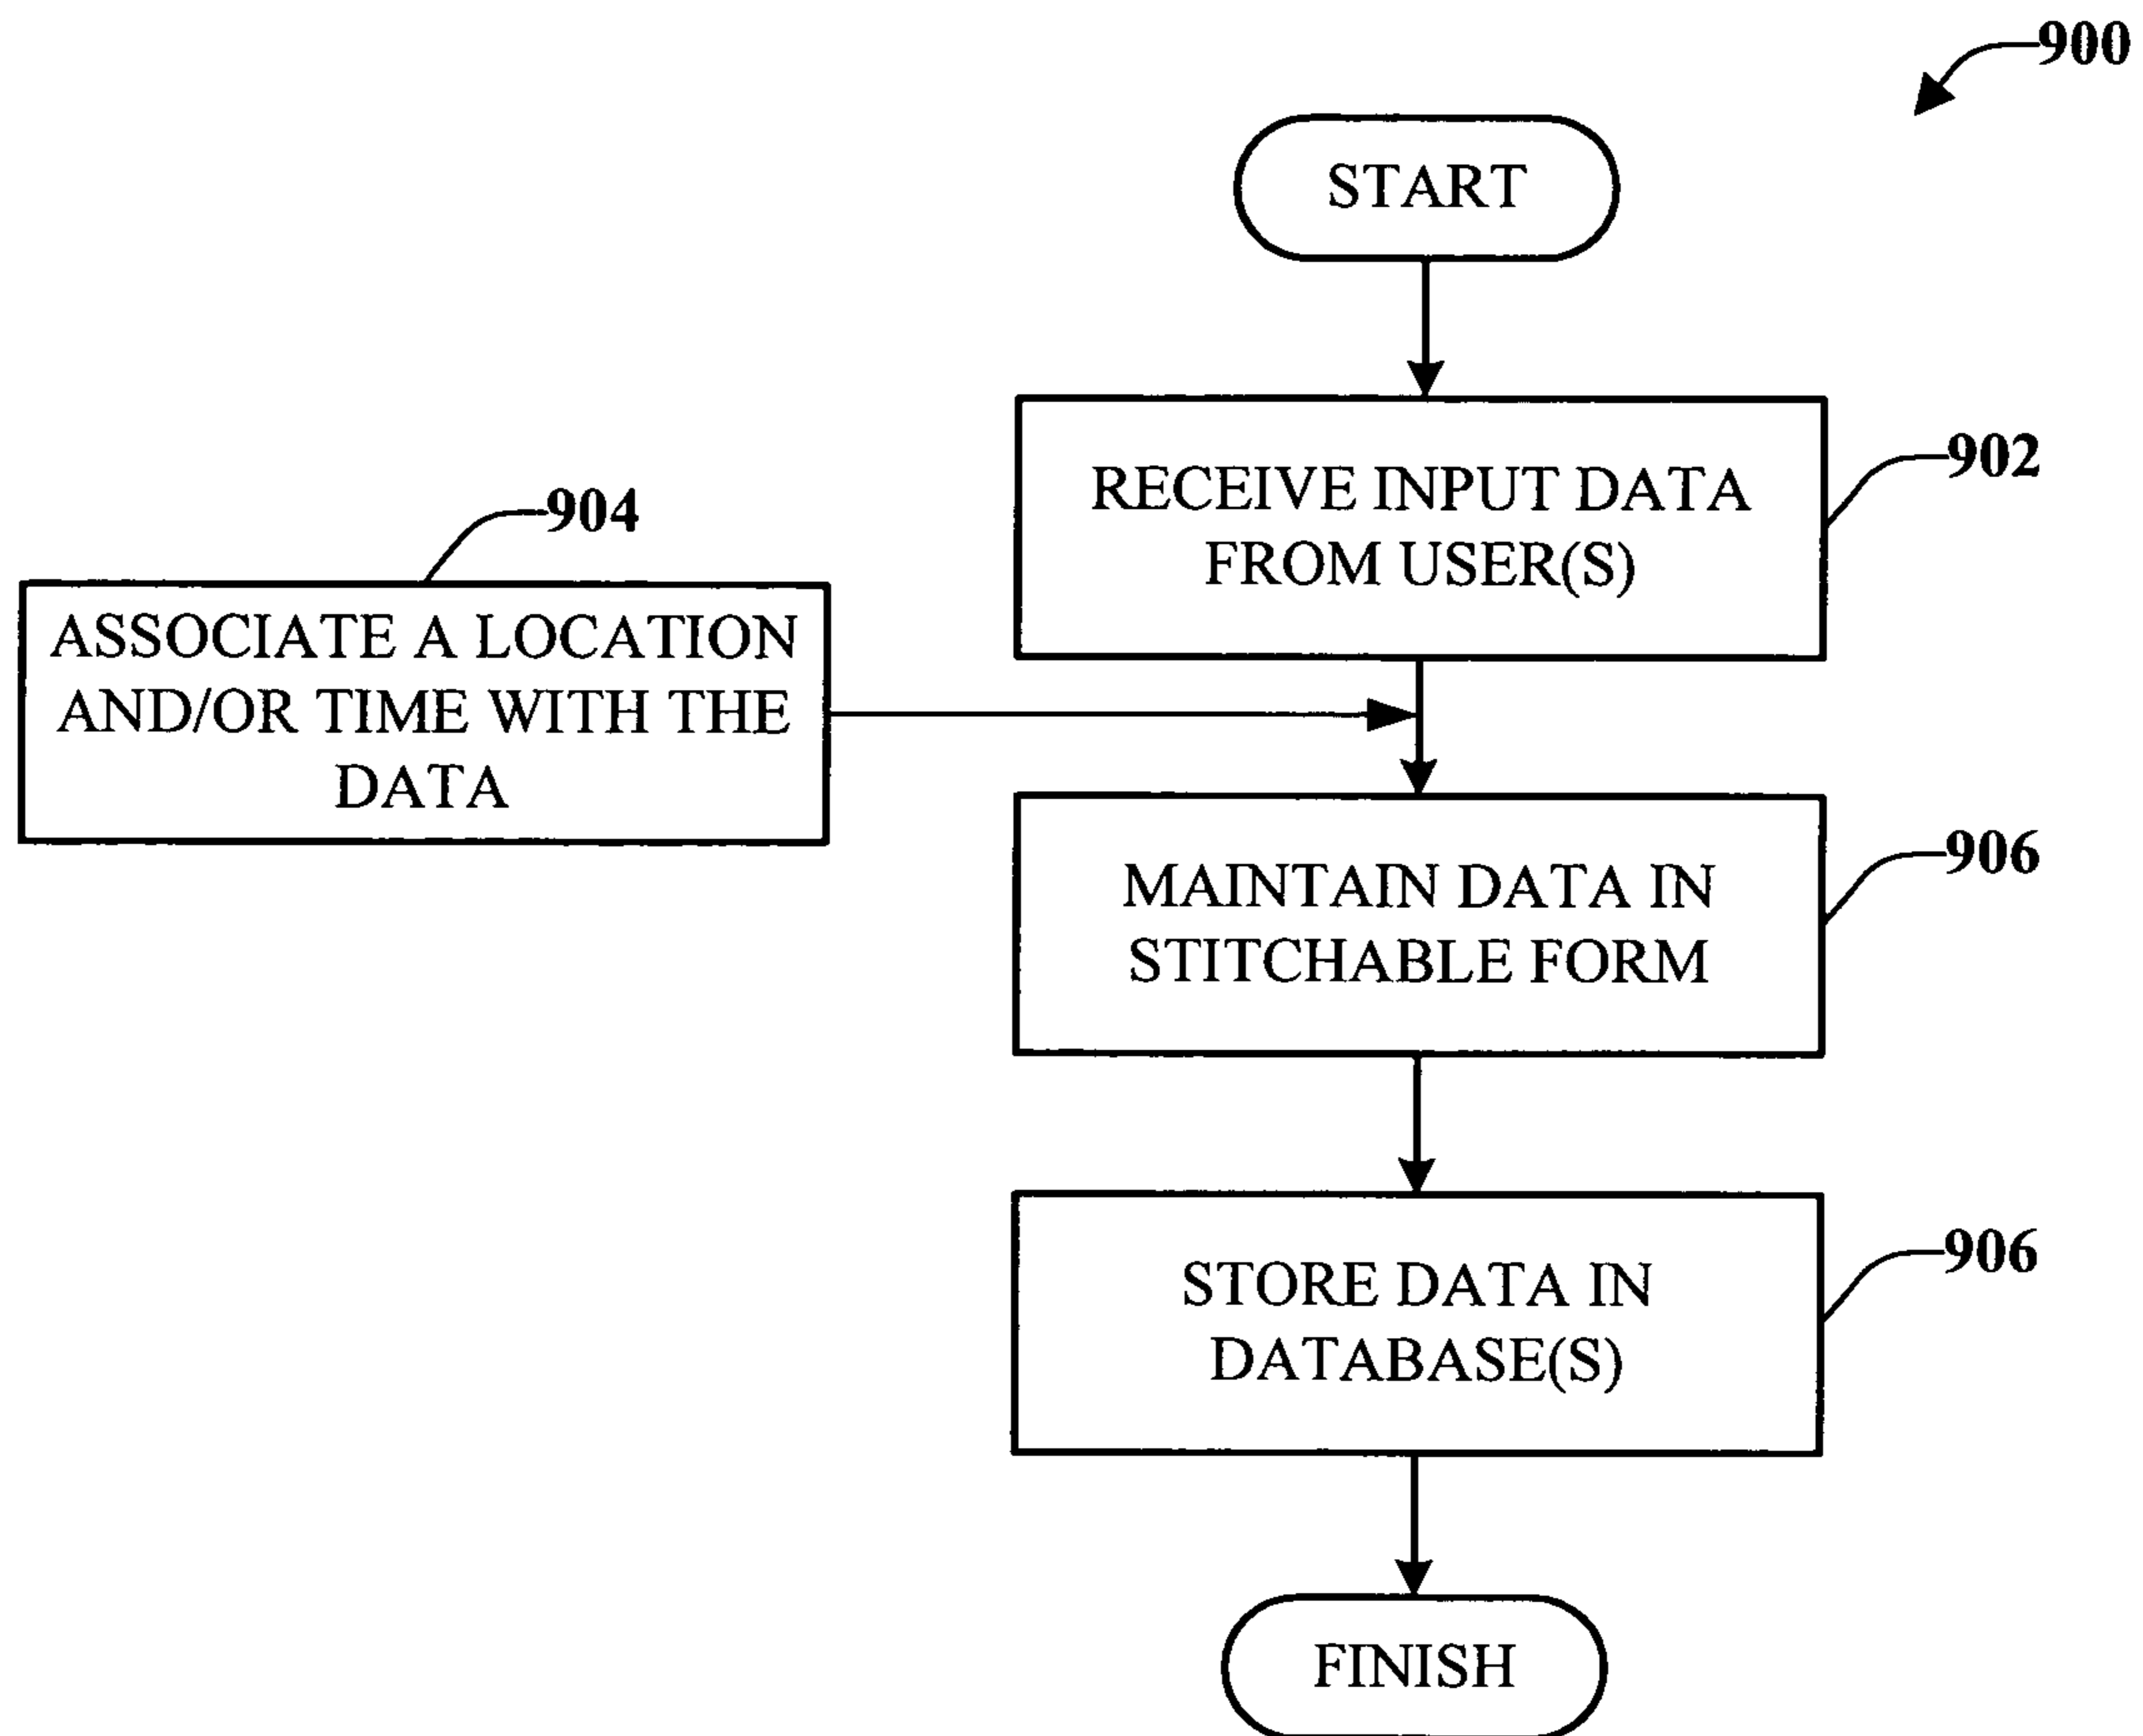 900
START
902
RECEIVE INPUT DATA
FROM USER(S)
904
ASSOCIATE A LOCATION
AND/OR TIME WITH THE
DATA
906
MAINTAIN DATA IN
STITCHABLE FORM
906
STORE DATA IN
DATABASE(S)
FINISH